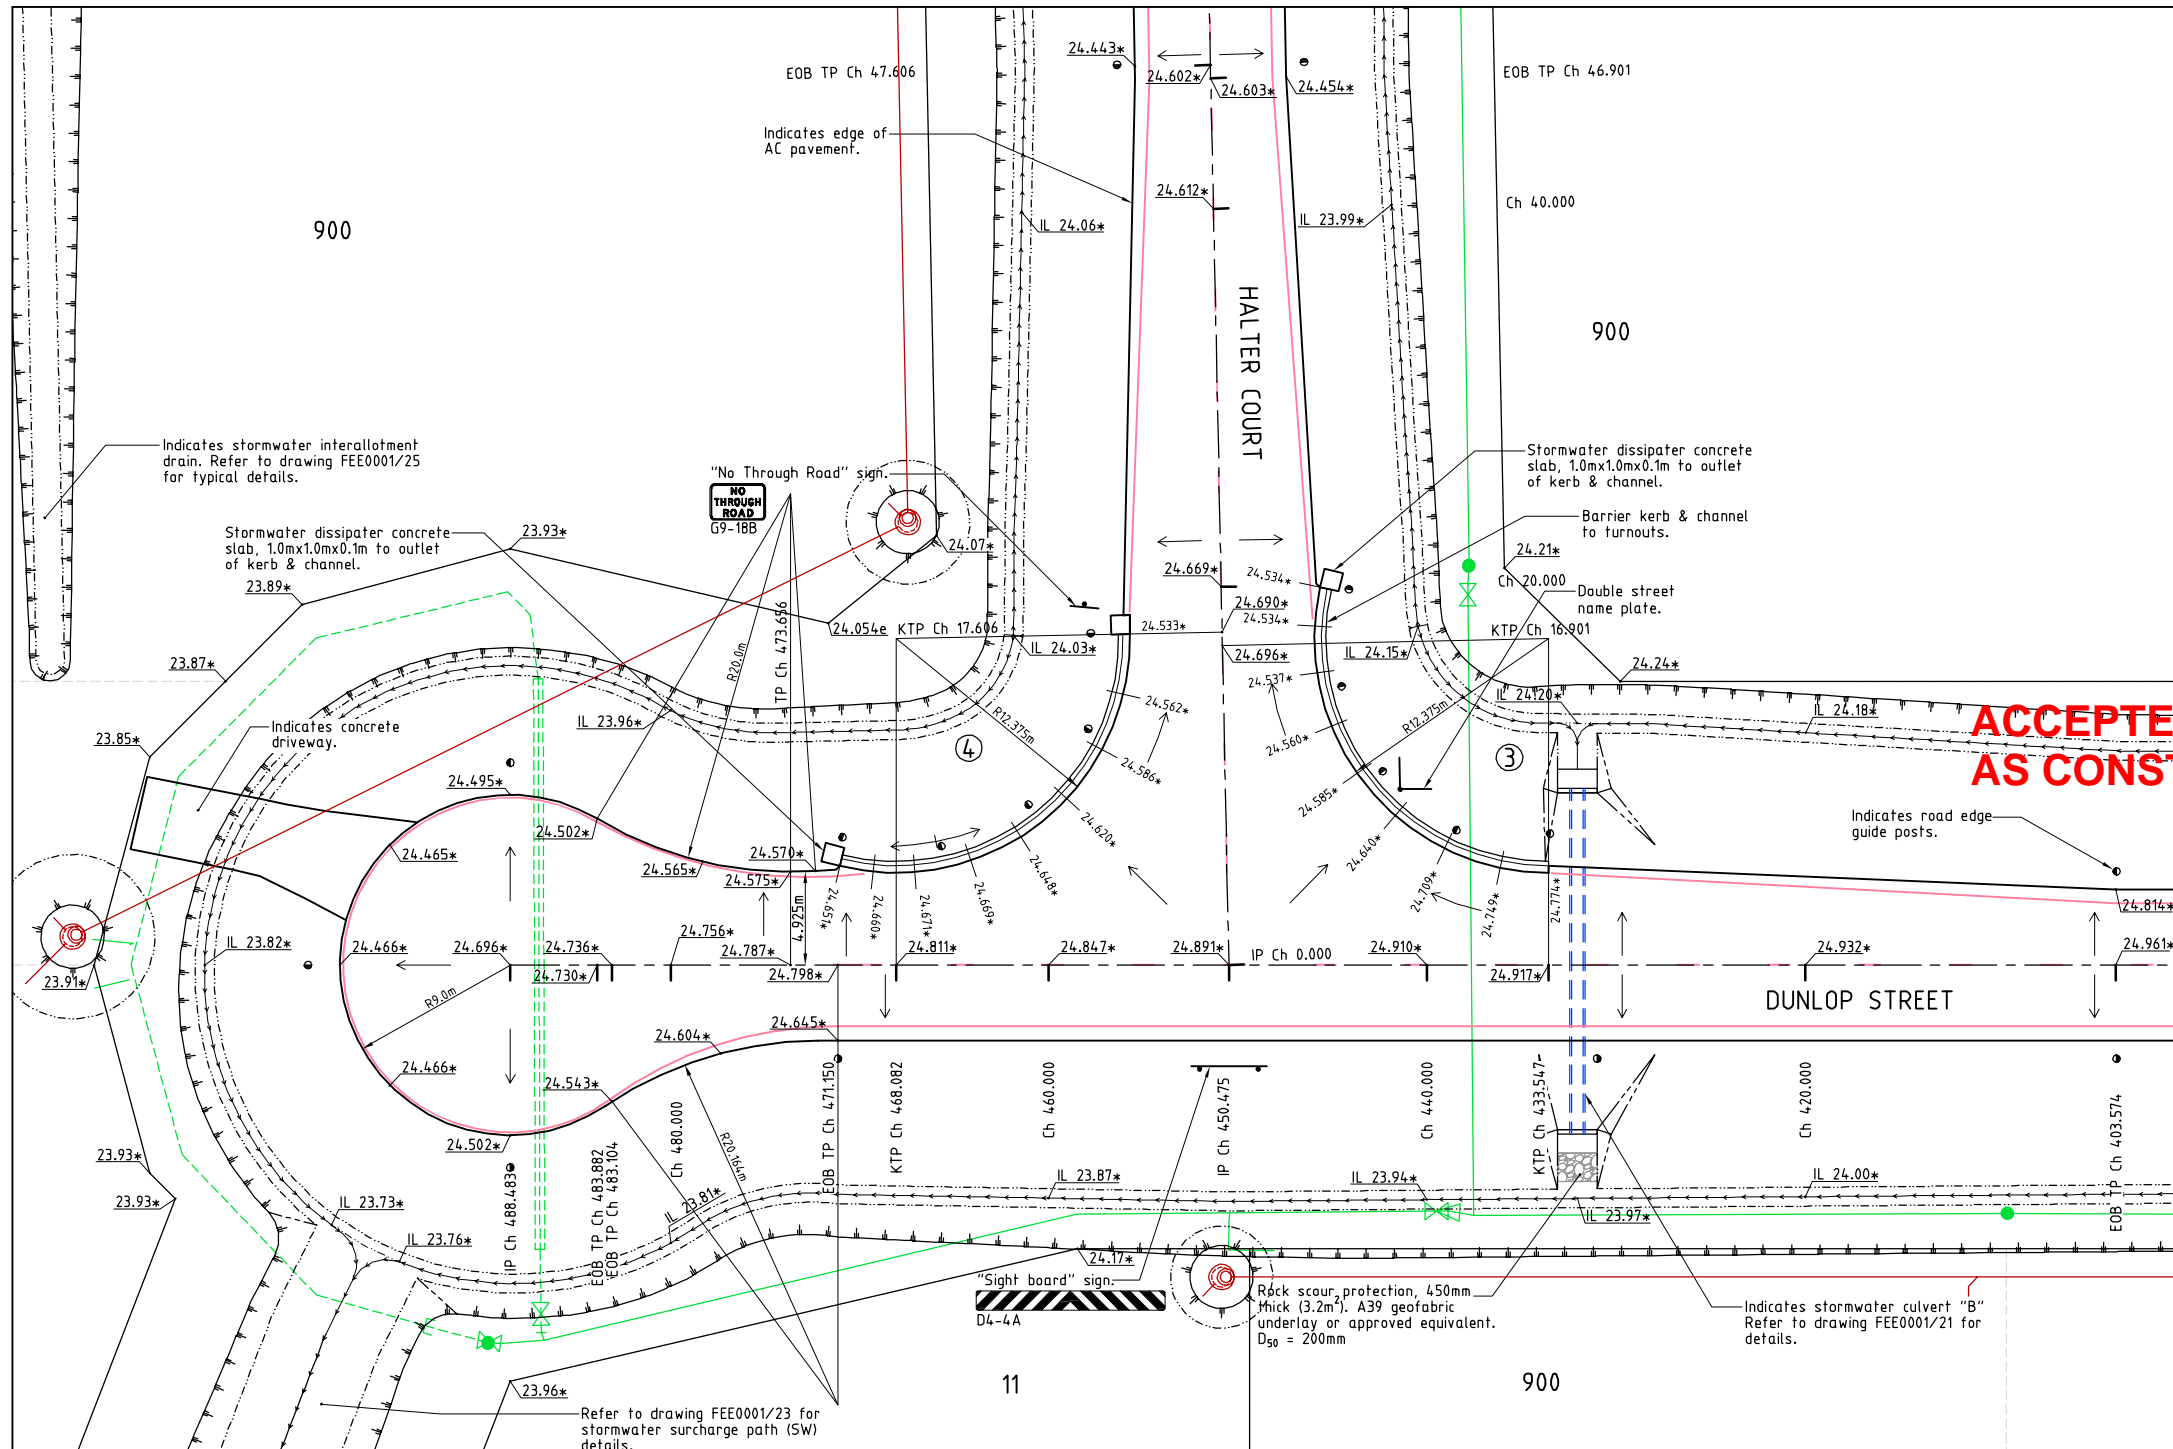 24.443*
EOB TP Ch 47.606
24.602*
24.603*
24.454*
EOB TP Ch 46.901
Indicates edge of
AC pavement.
24.612*
Ch 40.000
IL 24.06*
IL 23.99*
900
HALTER COURT
900
Indicates stormwater interallotment
drain. Refer to drawing FEE0001/25
for typical details.
"No Through Road" sign.
NO
THROUGH
ROAD
G9-18B
Stormwater dissipater concrete
slab, 1.0mx1.0mx0.1m to outlet
of kerb & channel.
Barrier kerb & channel
to turnouts.
Stormwater dissipater concrete
slab, 1.0mx1.0mx0.1m to outlet
of kerb & channel.
23.93*
24.07*
24.21*
23.89*
24.669*
24.534*
Ch 20.000
Double street
name plate.
24.690*
24.534*
TP Ch 473.656
24.054e
KTP Ch 17.606
24.533*
KTP Ch 16.901
R20.0m
IL 24.03*
24.696*
IL 24.15*
23.87*
24.24*
24.537*
IL 24.20*
24.562*
IL 23.96*
R12.375m
R12.375m
IL 24.18*
ACCEPTE
AS CONST
Indicates concrete
driveway.
23.85*
4
24.560*
3
24.586*
24.495*
24.585*
24.502*
24.620*
24.640*
Indicates road edge
guide posts.
24.465*
24.570*
24.565*
24.575*
24.648*
24.709*
24.651*
24.660*
24.671*
24.669*
24.749*
24.774*
4.925m
24.814*
IL 23.82*
24.466*
24.696*
24.736*
24.756*
24.787*
24.811*
24.847*
24.891*
IP Ch 0.000
24.910*
24.932*
24.961*
23.91*
24.730*
24.798*
24.917*
R9.0m
DUNLOP STREET
24.645*
24.604*
24.466*
24.543*
24.502*
R20.164m
IP Ch 488.483
EOB TP Ch 483.882
EOB TP Ch 483.104
Ch 480.000
EOB TP Ch 471.150
KTP Ch 468.082
Ch 460.000
IP Ch 450.475
Ch 440.000
KTP Ch 433.547
Ch 420.000
EOB TP Ch 403.574
23.93*
23.93*
IL 23.73*
IL 23.81*
IL 23.87*
IL 23.94*
IL 24.00*
IL 23.97*
IL 23.76*
24.17*
"Sight board" sign.
D4-4A
Rock scour protection, 450mm
thick (3.2m²). A39 geofabric
underlay or approved equivalent.
D50 = 200mm
Indicates stormwater culvert "B"
Refer to drawing FEE0001/21 for
details.
23.96*
11
900
Refer to drawing FEE0001/23 for
stormwater surcharge path (SW)
details.